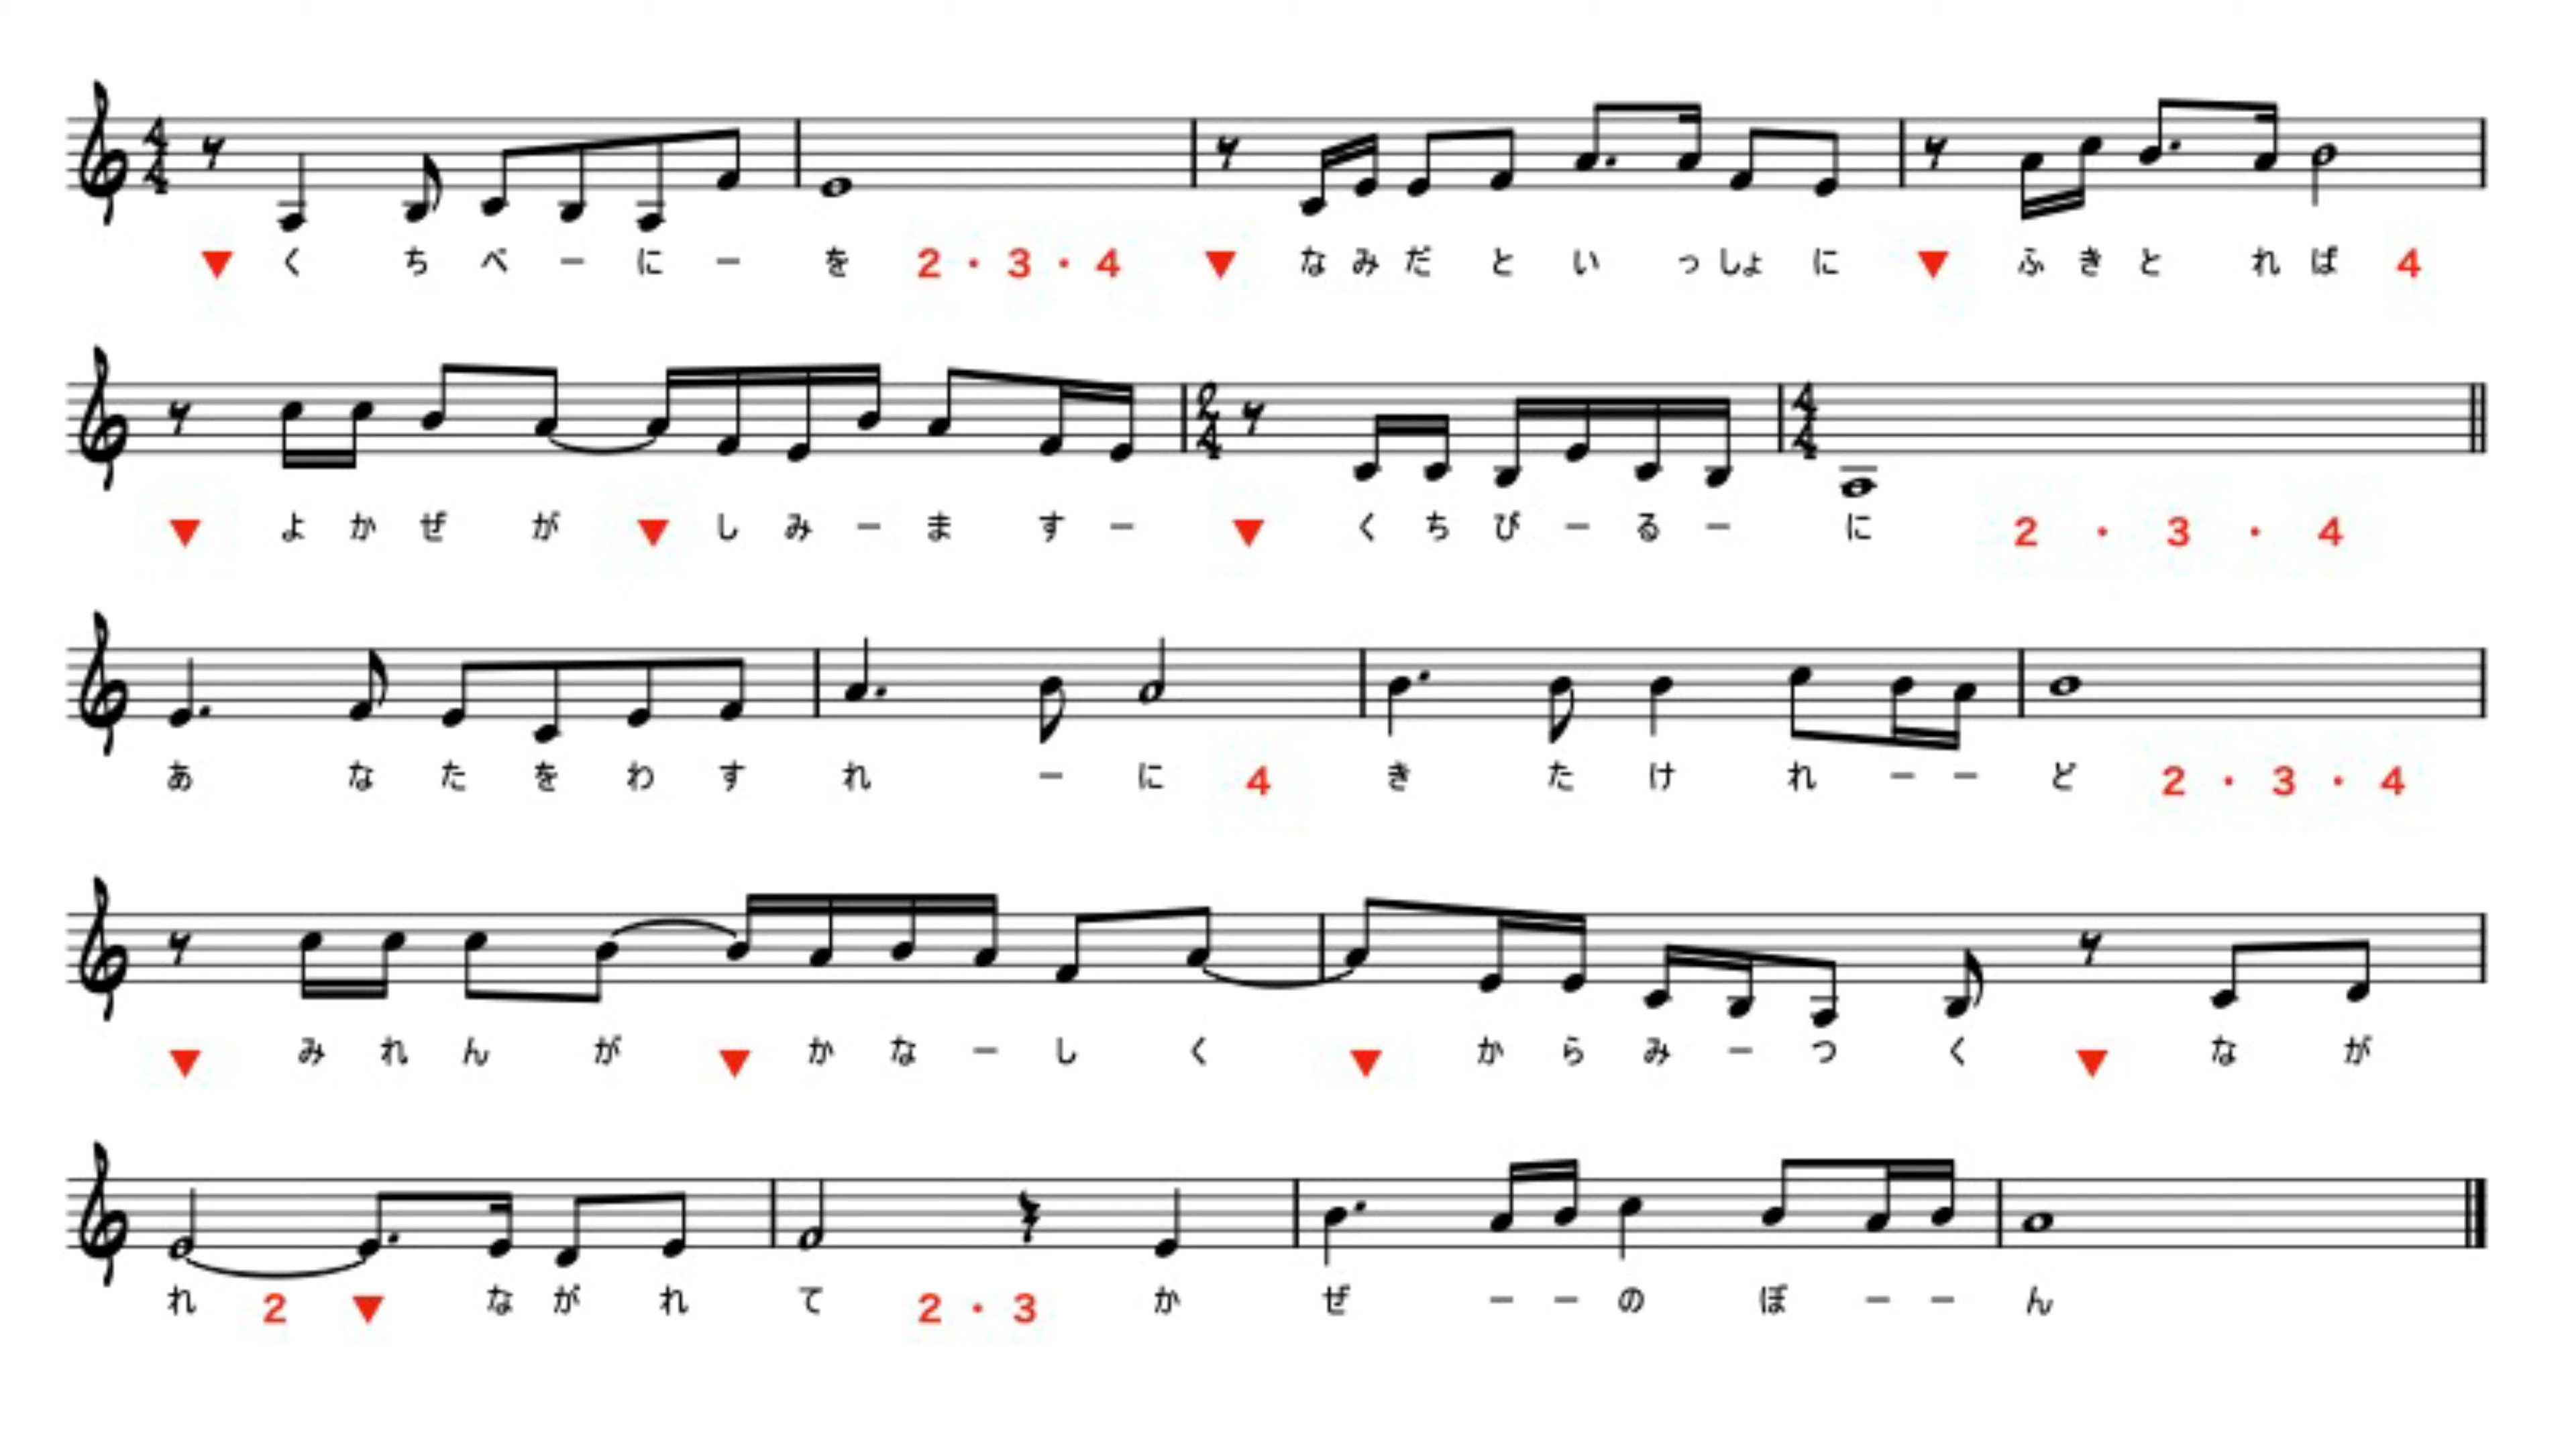 ▼ く ち べ ー に ー を 2・3・4 ▼ な み だ と い っ しょ に ▼ ふ き と れ ば 4
▼ よ か ぜ が ▼ し み ー ま す ー ▼ く ち び ー る ー に 2・3・4
あ な た を わ す れ ー に 4 き た け れ ー ー ど 2・3・4
▼ み れ ん が ▼ か な ー し く ▼ か ら み ー つ く ▼ な が
れ 2 ▼ な が れ て 2・3 か ぜ ー ー の ぼ ー ー ん